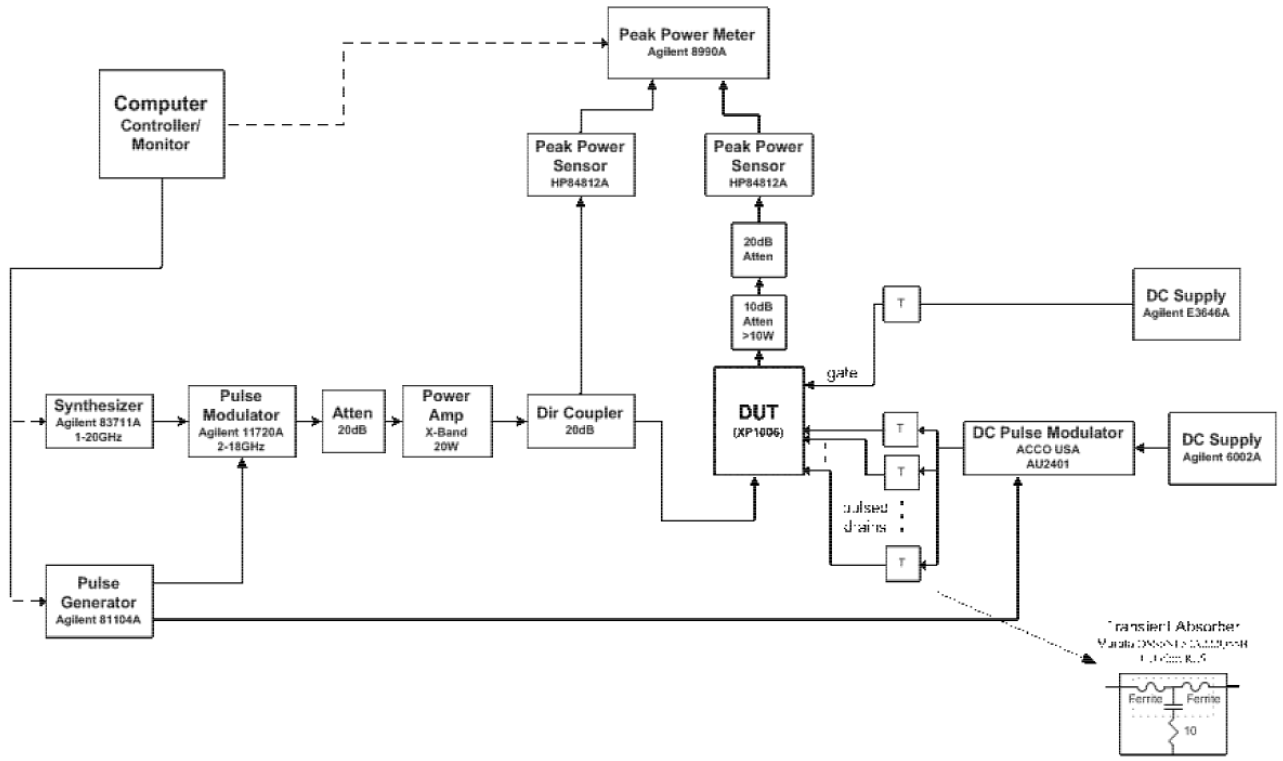 Peak Power Meter
Agilent 8990A
Computer
Controller/
Monitor
Peak Power
Sensor
HP84812A
Peak Power
Sensor
HP84812A
20dB
Atten
10dB
Atten
>10W
T
DC Supply
Agilent E3646A
gate
Synthesizer
Agilent 83711A
1-20GHz
Pulse
Modulator
Agilent 11720A
2-18GHz
Atten
20dB
Power
Amp
X-Band
20W
Dir Coupler
20dB
DUT
(XP1006)
T
T
T
pulsed
drains
DC Pulse Modulator
ACCO USA
AU2401
DC Supply
Agilent 6002A
Pulse
Generator
Agilent 81104A
Transient Absorber
Murata
Ferrite
Ferrite
10